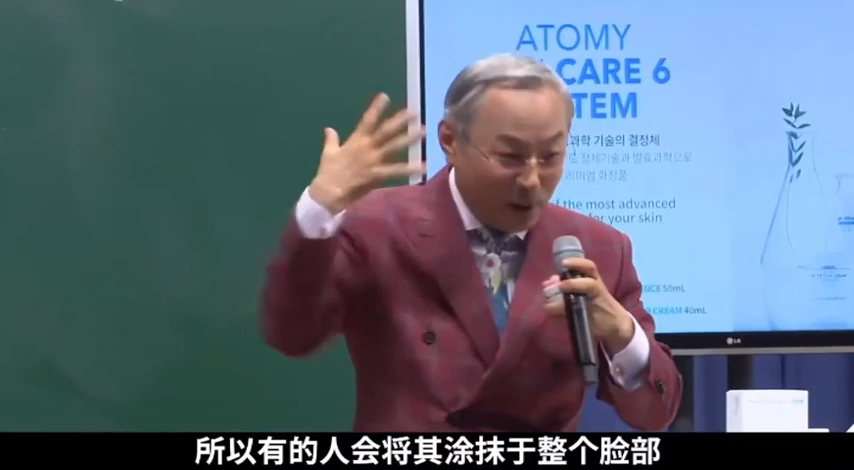 ATOMY
CARE 6
TEM
과학 기술의 결정체
정제기술과 발효과학으로
리미엄 화장품
of the most advanced
for your skin
50mL
CREAM 40mL
LG
所以有的人会将其涂抹于整个脸部